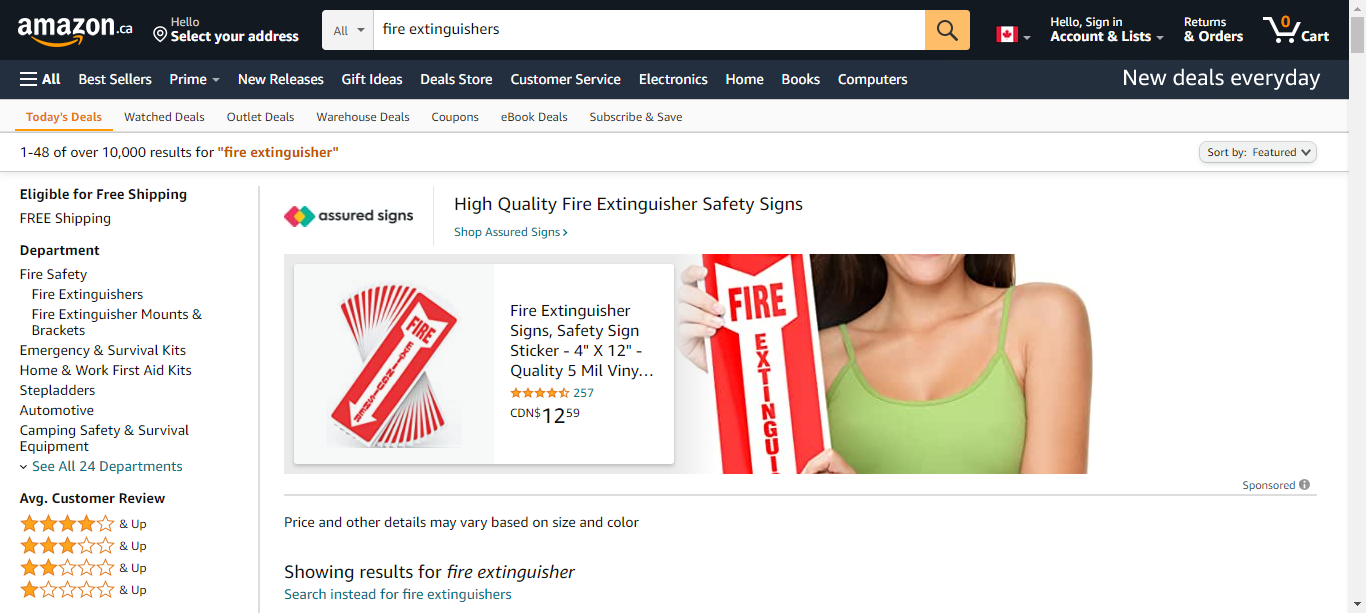 amazon.ca
Hello
Select your address
All
fire extinguishers
Hello, Sign in
Account & Lists
Returns
& Orders
0
Cart
All
Best Sellers
Prime
New Releases
Gift Ideas
Deals Store
Customer Service
Electronics
Home
Books
Computers
New deals everyday
Today's Deals
Watched Deals
Outlet Deals
Warehouse Deals
Coupons
eBook Deals
Subscribe & Save
1-48 of over 10,000 results for "fire extinguisher"
Sort by: Featured
Eligible for Free Shipping
FREE Shipping
Department
Fire Safety
Fire Extinguishers
Fire Extinguisher Mounts &
Brackets
Emergency & Survival Kits
Home & Work First Aid Kits
Stepladders
Automotive
Camping Safety & Survival
Equipment
See All 24 Departments
Avg. Customer Review
& Up
& Up
& Up
& Up
assured signs
High Quality Fire Extinguisher Safety Signs
Shop Assured Signs
FIRE
EXTINGUISHER
Fire Extinguisher
Signs, Safety Sign
Sticker - 4" X 12" -
Quality 5 Mil Viny…
257
CDN$12 59
FIRE
EXTINGUI
Sponsored
Price and other details may vary based on size and color
Showing results for fire extinguisher
Search instead for fire extinguishers